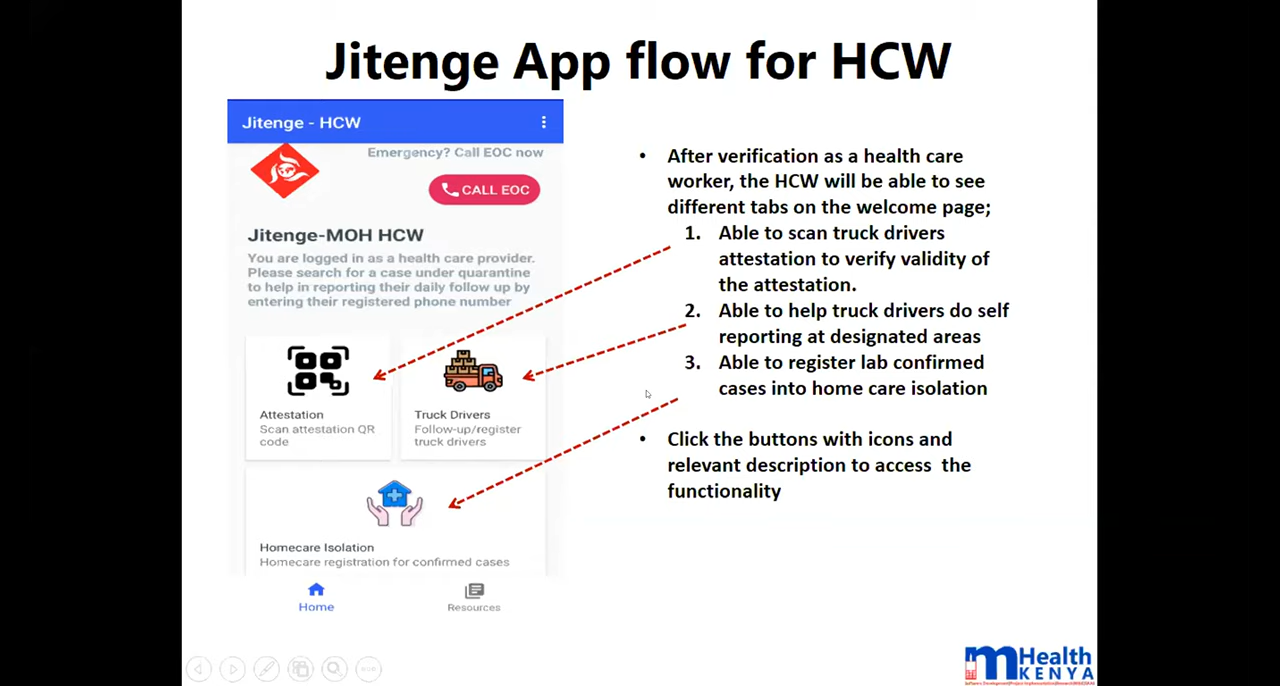 Jitenge App flow for HCW
Jitenge - HCW
Emergency? Call EOC now
CALL EOC
Jitenge-MOH HCW
You are logged in as a health care provider.
Please search for a case under quarantine
to help in reporting their daily follow up by
entering their registered phone number
Attestation
Scan attestation QR
code
Truck Drivers
Follow-up/register
truck drivers
Homecare Isolation
Homecare registration for confirmed cases
Home
Resources
• After verification as a health care
worker, the HCW will be able to see
different tabs on the welcome page;
1. Able to scan truck drivers
attestation to verify validity of
the attestation.
2. Able to help truck drivers do self
reporting at designated areas
3. Able to register lab confirmed
cases into home care isolation
• Click the buttons with icons and
relevant description to access the
functionality
mHealth
KENYA